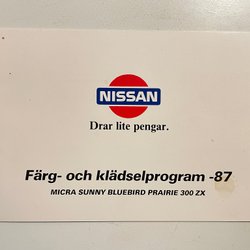 NISSAN
Drar lite pengar.
Färg- och klädselprogram -87
MICRA SUNNY BLUEBIRD PRAIRIE 300 ZX